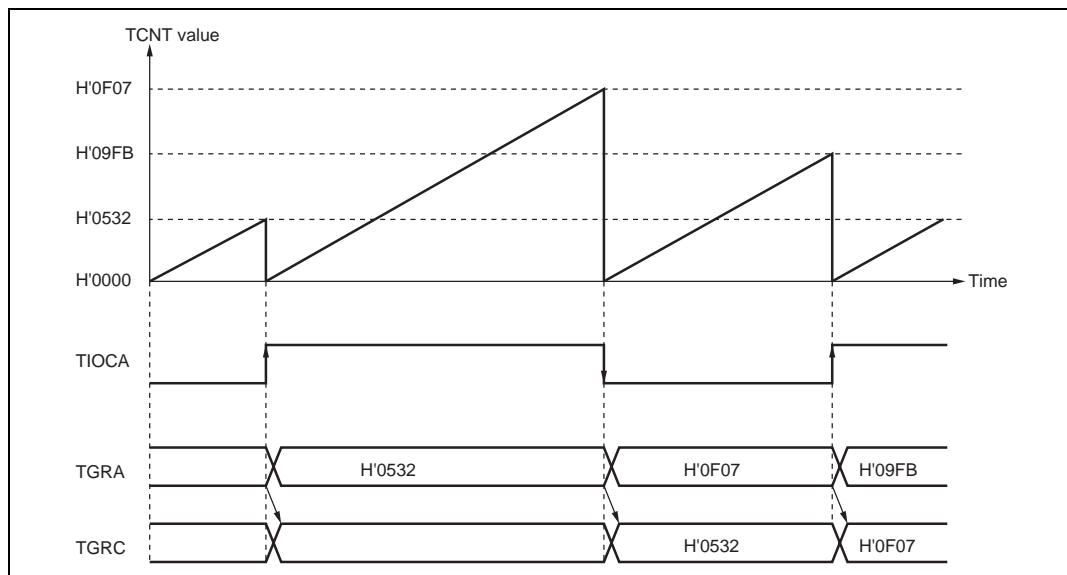 TCNT value
H'0F07
H'09FB
H'0532
H'0000
Time
TIOCA
TGRA H'0532 H'0F07 H'09FB
TGRC H'0532 H'0F07